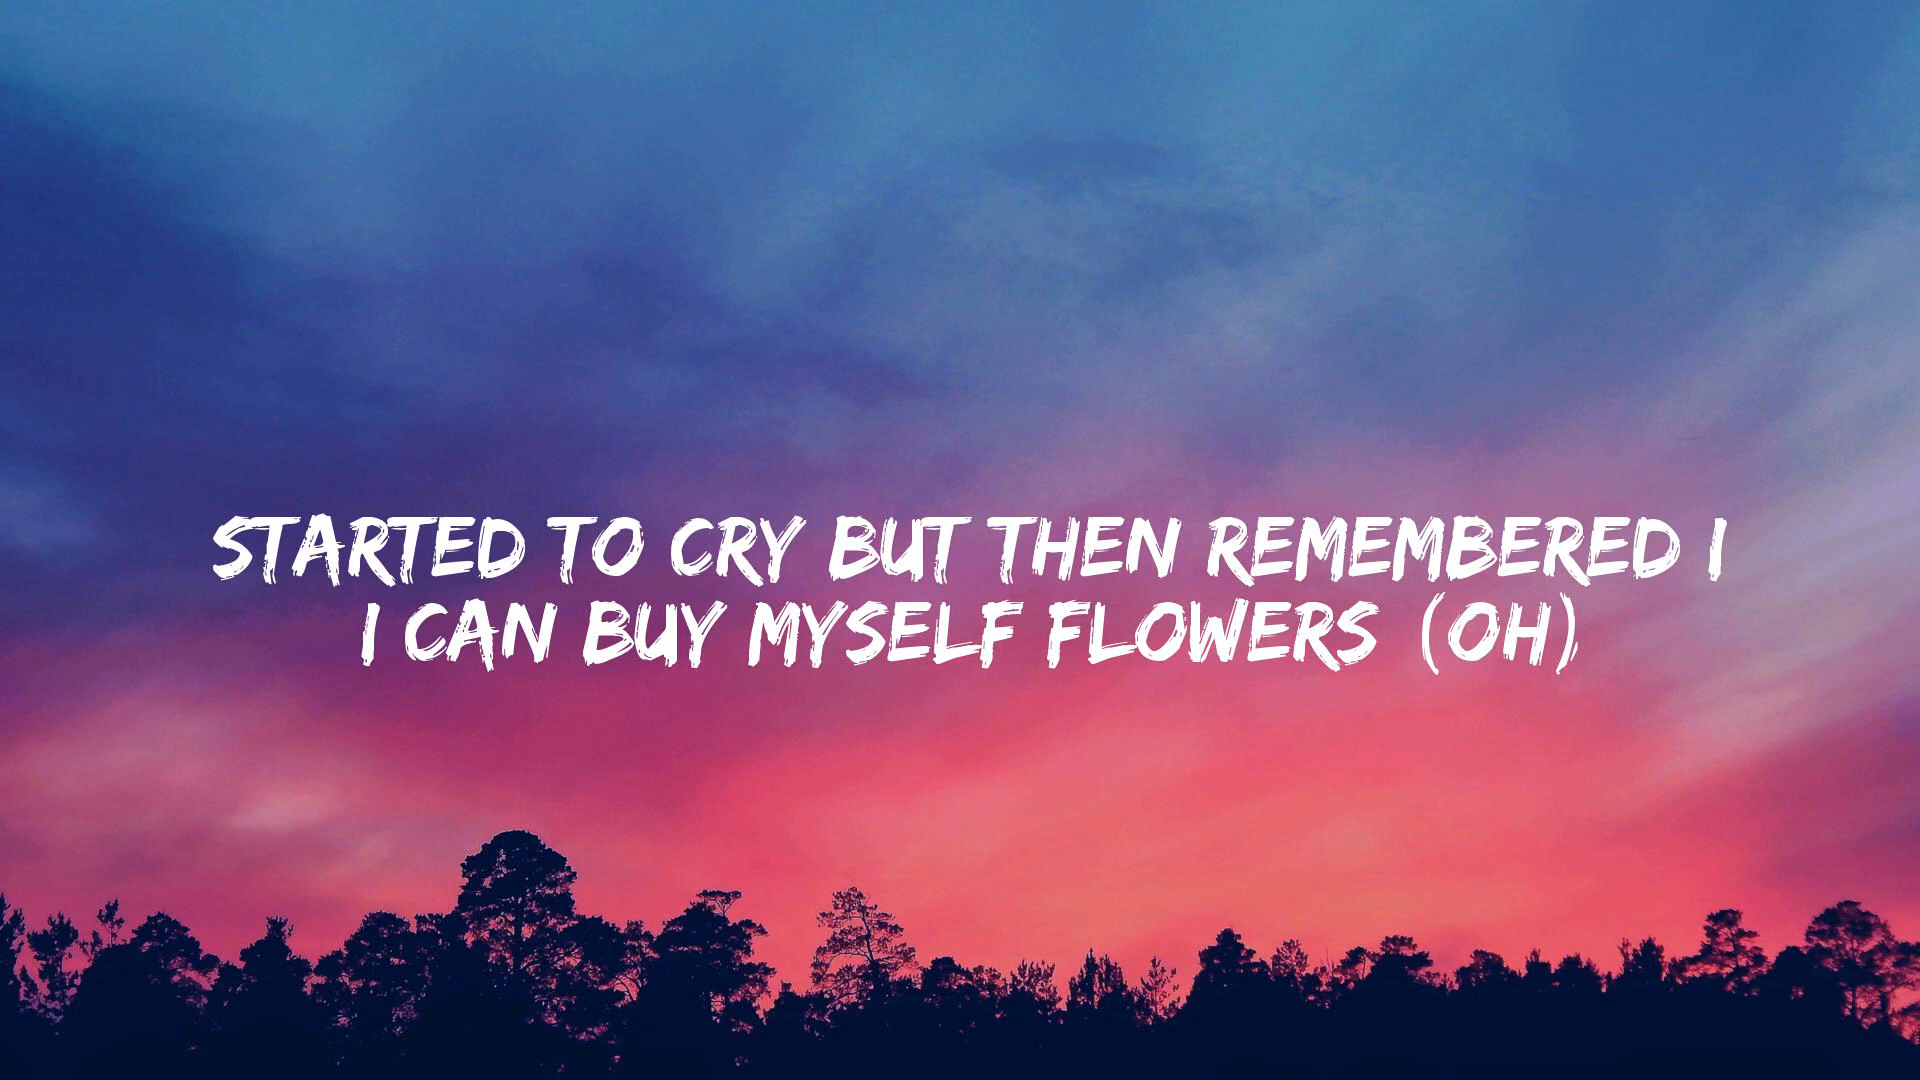 STARTED TO CRY BUT THEN REMEMBERED I
I CAN BUY MYSELF FLOWERS (OH)